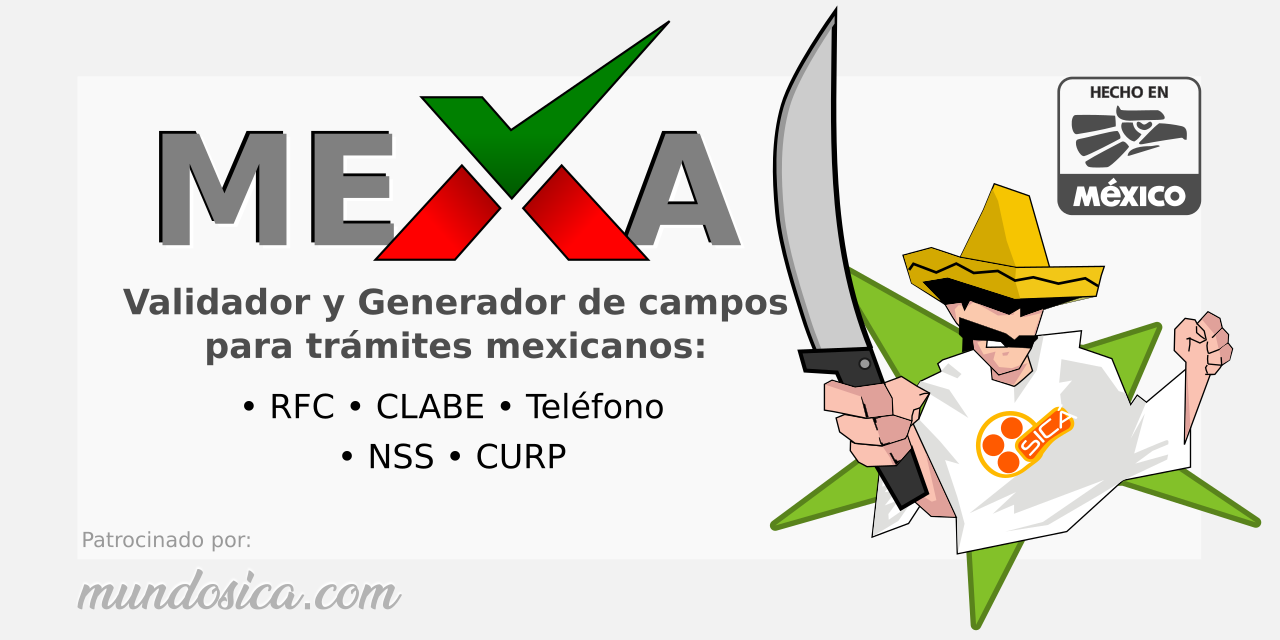 MEXA
Validador y Generador de campos
para trámites mexicanos:
• RFC • CLABE • Teléfono
• NSS • CURP
Patrocinado por:
mundosica.com
HECHO EN
MéXICO
SICA